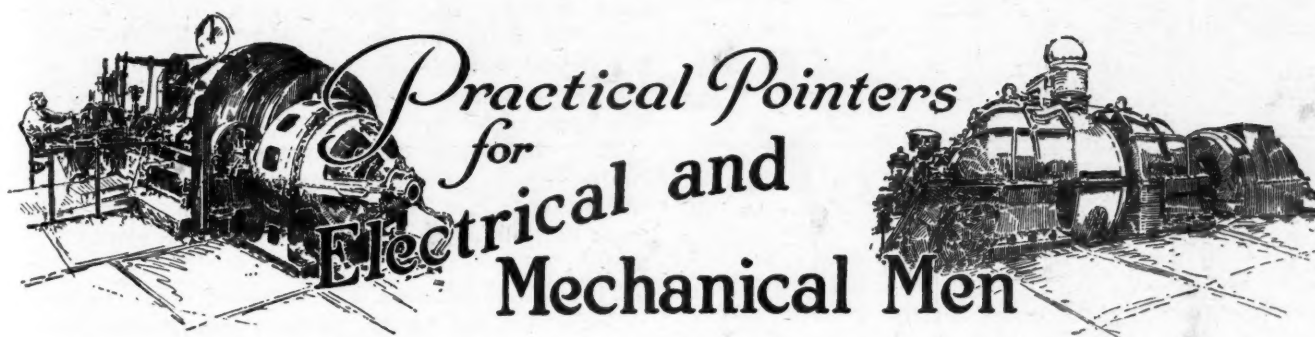 Practical Pointers
for
Electrical and
Mechanical Men